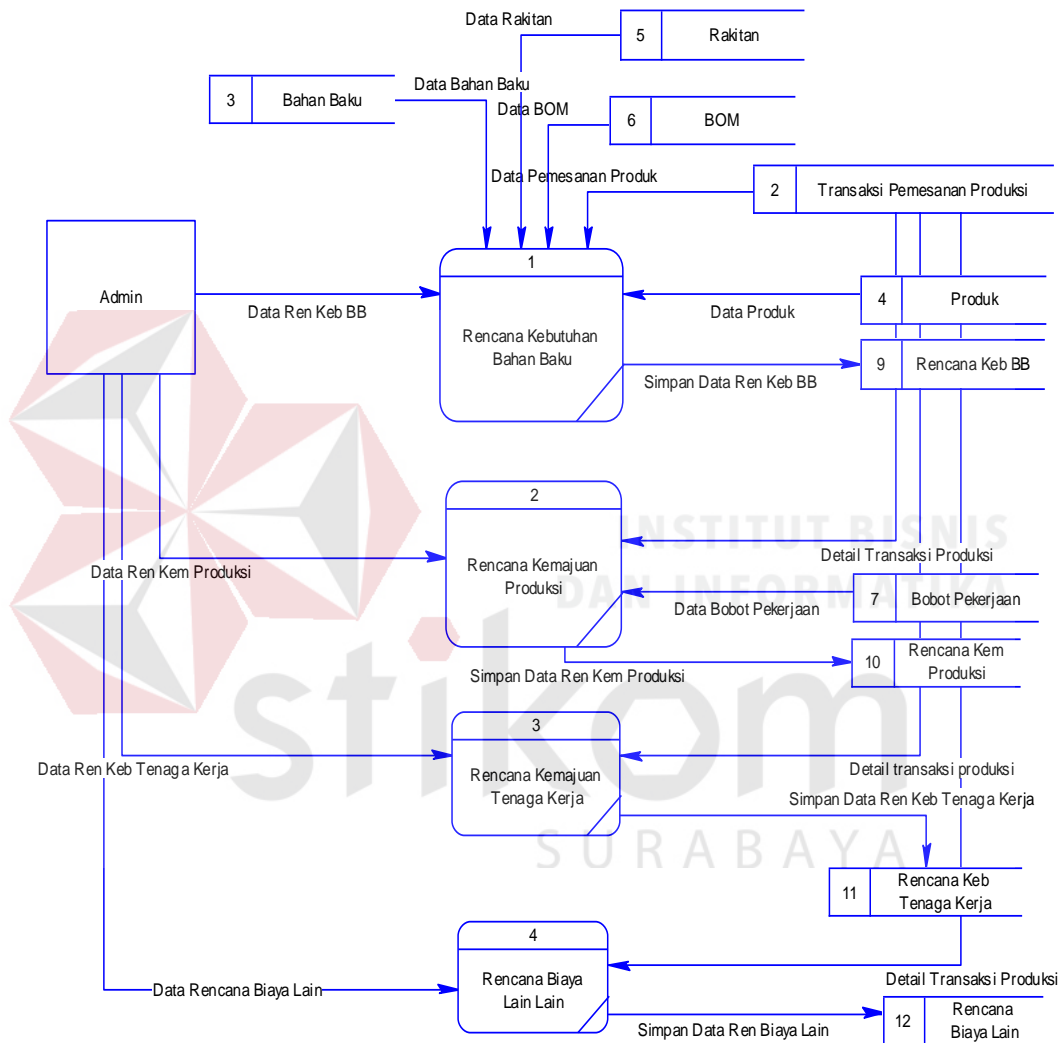 Data Rakitan
5
Rakitan
3
Bahan Baku
Data Bahan Baku
Data BOM
6
BOM
Data Pemesanan Produk
2
Transaksi Pemesanan Produksi
Admin
Data Ren Keb BB
1
Rencana Kebutuhan
Bahan Baku
Data Produk
4
Produk
Simpan Data Ren Keb BB
9
Rencana Keb BB
2
Rencana Kemajuan
Produksi
Data Ren Kem Produksi
INSTITUT BISNIS
DAN INFORMATIKA
Detail Transaksi Produksi
Data Bobot Pekerjaan
7
Bobot Pekerjaan
Simpan Data Ren Kem Produksi
10
Rencana Kem
Produksi
stikom
SURABAYA
3
Rencana Kemajuan
Tenaga Kerja
Data Ren Keb Tenaga Kerja
Detail transaksi produksi
Simpan Data Ren Keb Tenaga Kerja
11
Rencana Keb
Tenaga Kerja
4
Rencana Biaya
Lain Lain
Data Rencana Biaya Lain
Detail Transaksi Produksi
Simpan Data Ren Biaya Lain
12
Rencana
Biaya Lain